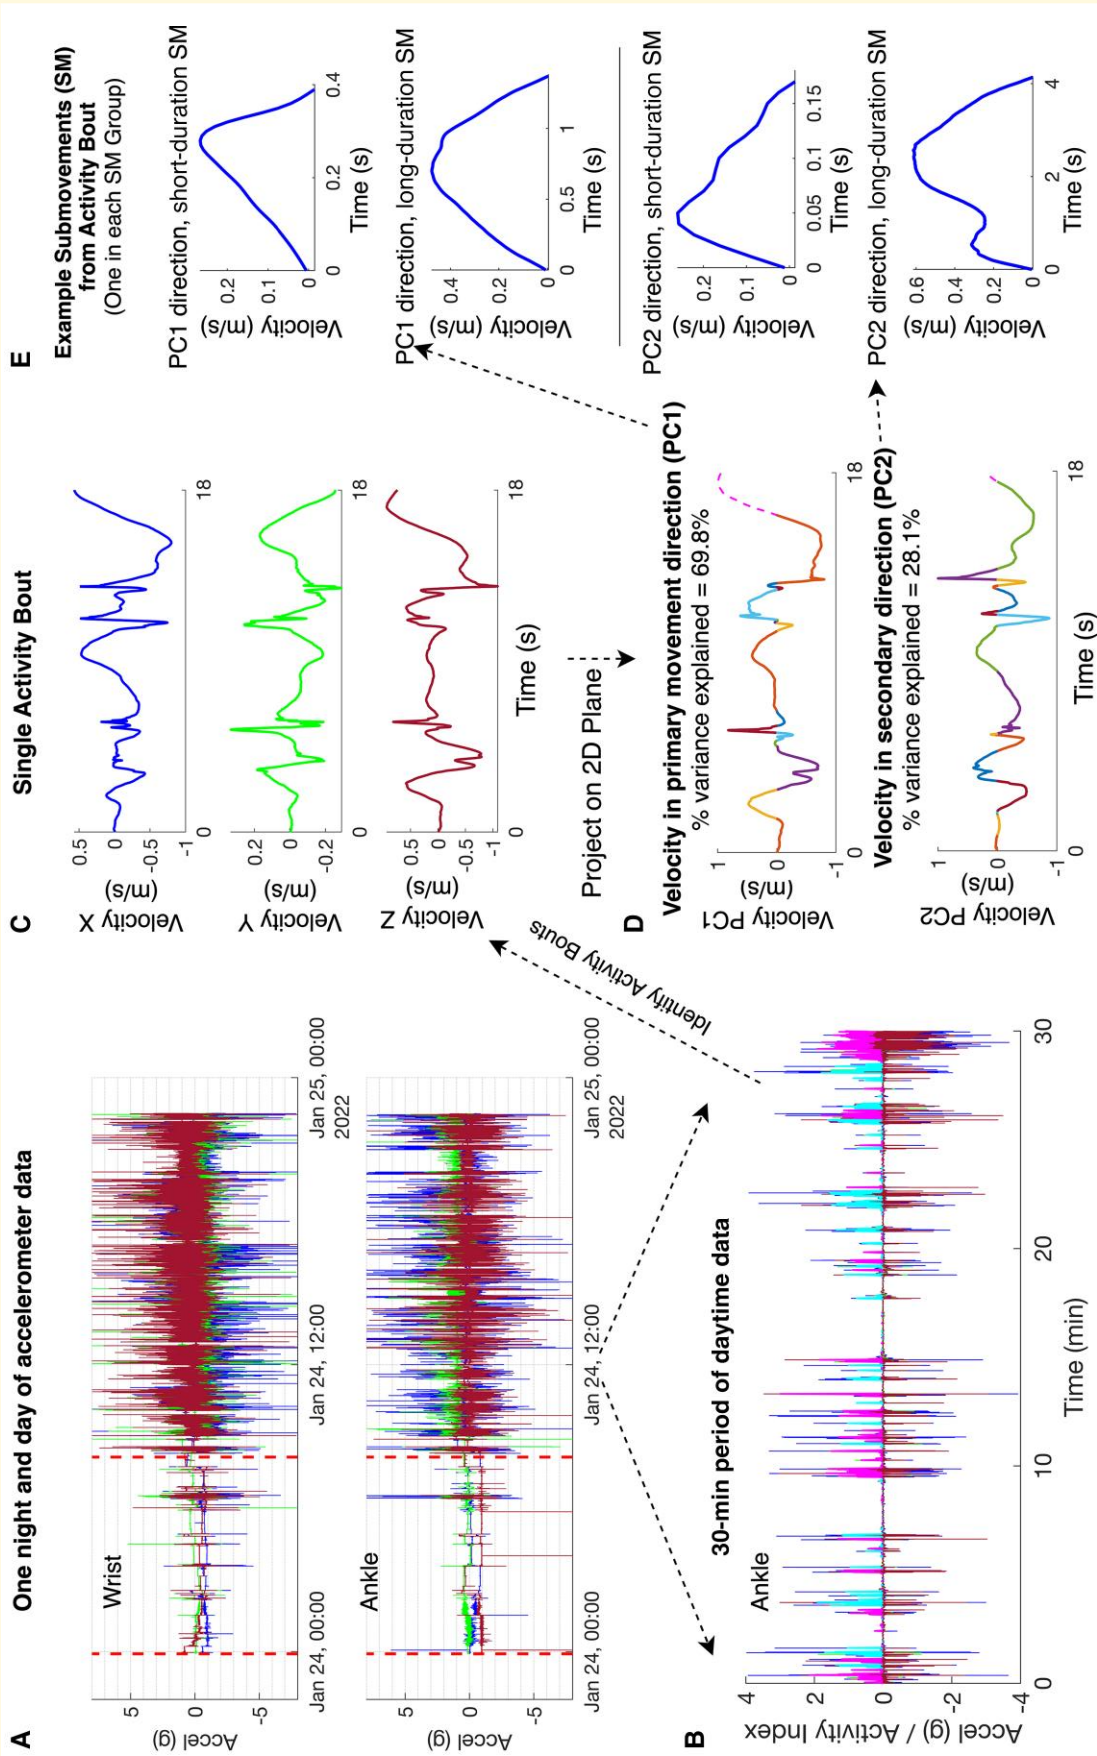 A
One night and day of accelerometer data
Wrist
Accel (g)
5
0
-5
Jan 24, 00:00
Jan 24, 12:00
Jan 25, 00:00
2022
Ankle
Accel (g)
5
0
-5
Jan 24, 00:00
Jan 24, 12:00
Jan 25, 00:00
2022
B
30-min period of daytime data
Ankle
Accel (g) / Activity Index
4
2
0
-2
-4
0
10
20
30
Time (min)
Identify Activity Bouts
C
Single Activity Bout
Velocity X
(m/s)
0.5
0
-0.5
-1
0
18
Velocity Y
(m/s)
0.2
0
-0.2
0
18
Velocity Z
(m/s)
0.5
0
-0.5
-1
0
18
Time (s)
Project on 2D Plane
D
Velocity in primary movement direction (PC1)
% variance explained = 69.8%
Velocity PC1
(m/s)
1
0
-1
0
18
Velocity in secondary direction (PC2)
% variance explained = 28.1%
Velocity PC2
(m/s)
1
0
-1
0
18
Time (s)
E
Example Submovements (SM)
from Activity Bout
(One in each SM Group)
PC1 direction, short-duration SM
Velocity (m/s)
0.2
0.1
0
0
0.2
0.4
Time (s)
PC1 direction, long-duration SM
Velocity (m/s)
0.4
0.2
0
0
0.5
1
Time (s)
PC2 direction, short-duration SM
Velocity (m/s)
0.2
0.1
0
0
0.05
0.1
0.15
Time (s)
PC2 direction, long-duration SM
Velocity (m/s)
0.6
0.4
0.2
0
0
2
4
Time (s)